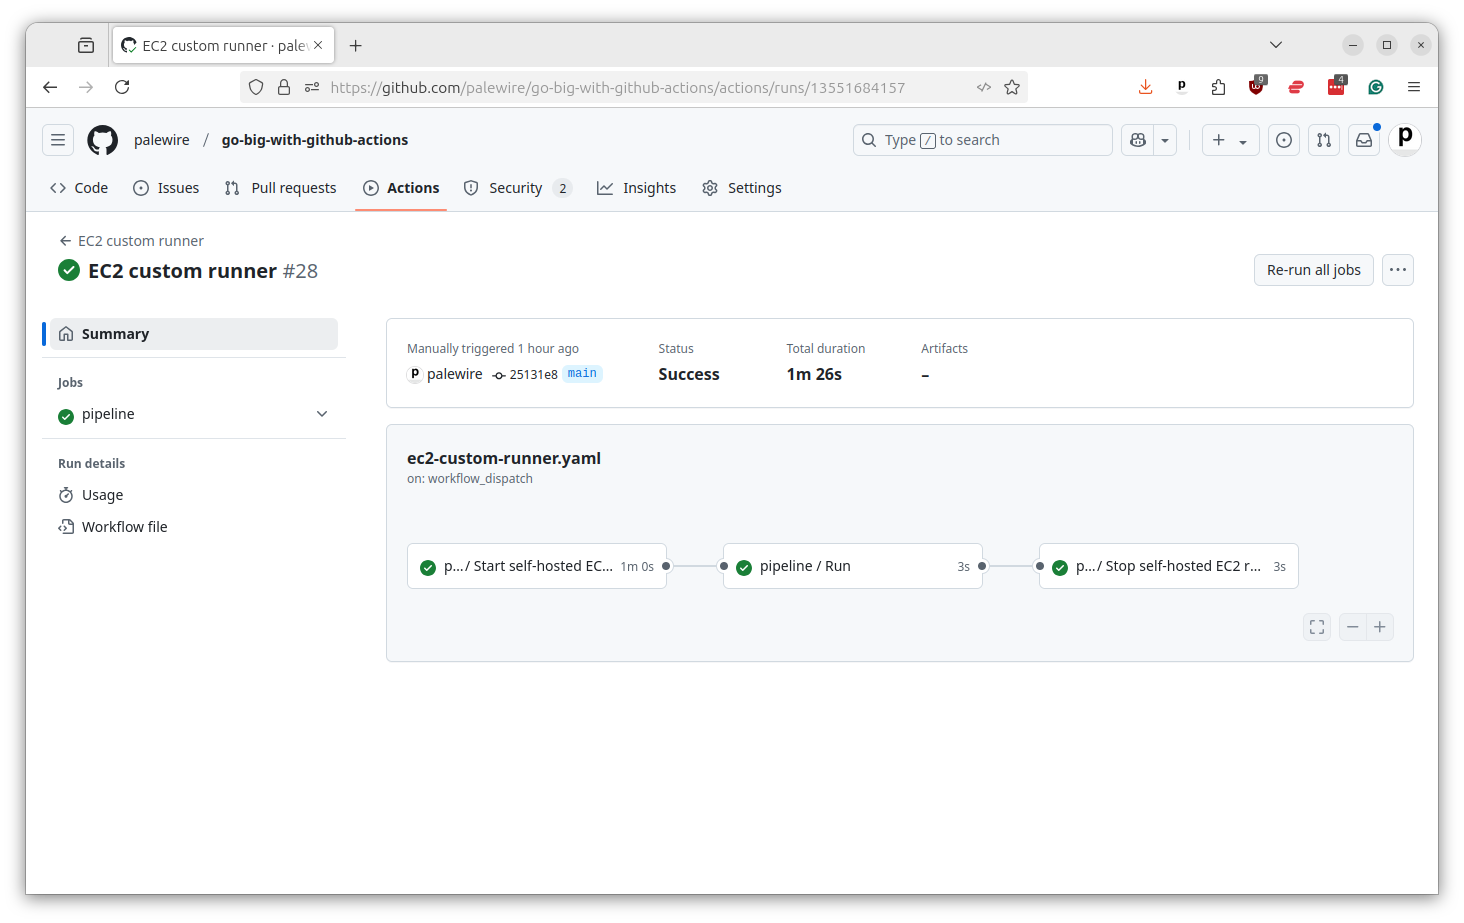 EC2 custom runner · pale
https://github.com/palewire/go-big-with-github-actions/actions/runs/13551684157
p
9
4
palewire / go-big-with-github-actions
Type / to search
p
Code
Issues
Pull requests
Actions
Security 2
Insights
Settings
EC2 custom runner
EC2 custom runner #28
Re-run all jobs
Summary
Jobs
pipeline
Run details
Usage
Workflow file
Manually triggered 1 hour ago
p palewire 25131e8 main
Status
Success
Total duration
1m 26s
Artifacts
–
ec2-custom-runner.yaml
on: workflow_dispatch
p... / Start self-hosted EC... 1m 0s
pipeline / Run 3s
p... / Stop self-hosted EC2 r... 3s